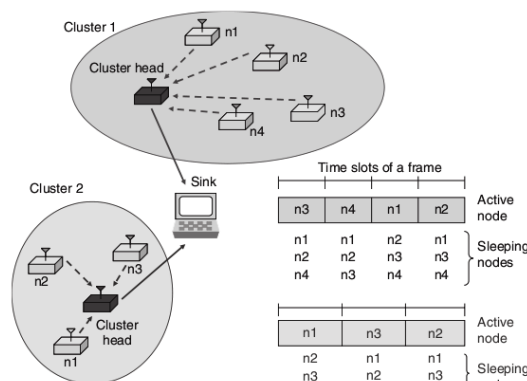 Cluster 1
n1
n2
Cluster head
n3
n4
Cluster 2
Sink
n3
n2
Cluster
head
n1
Time slots of a frame
n3 n4 n1 n2
Active
node
n1 n1 n2 n1
n2 n2 n3 n3
n4 n3 n4 n4
Sleeping
nodes
n1 n3 n2
Active
node
n2 n1 n1
n3 n2 n3
Sleeping